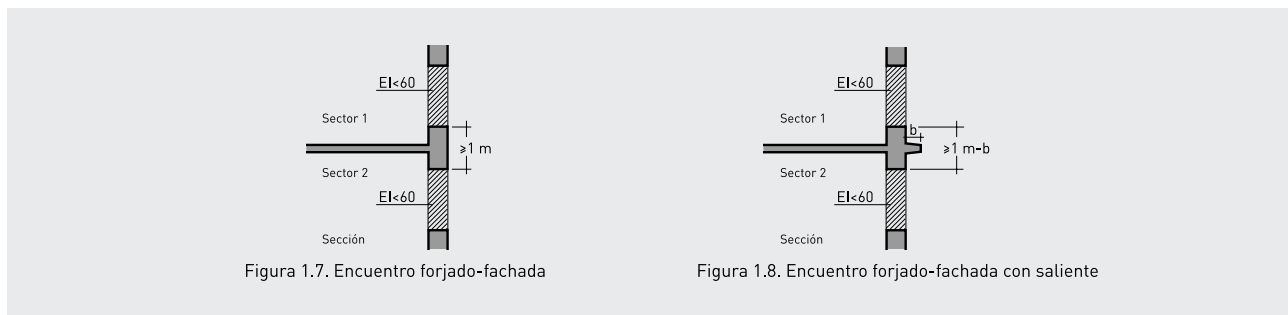 EI<60
Sector 1
≥1 m
Sector 2
EI<60
Sección
Figura 1.7. Encuentro forjado-fachada
EI<60
Sector 1
b
≥1 m-b
Sector 2
EI<60
Sección
Figura 1.8. Encuentro forjado-fachada con saliente